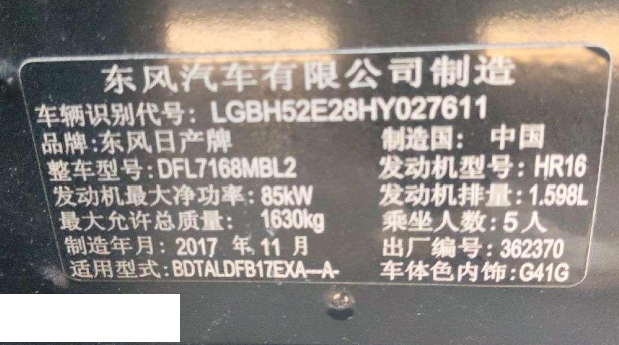 东风汽车有限公司制造
车辆识别代号: LGBH52E28HY027611
品牌:东风日产牌 制造国: 中国
整车型号:DFL7168MBL2 发动机型号:HR16
发动机最大净功率:85kW 发动机排量:1.598L
最大允许总质量: 1630kg 乘坐人数:5人
制造年月:2017 年 11 月 出厂编号:362370
适用型式:BDTALDFB17EXA—A- 车体色内饰:G41G